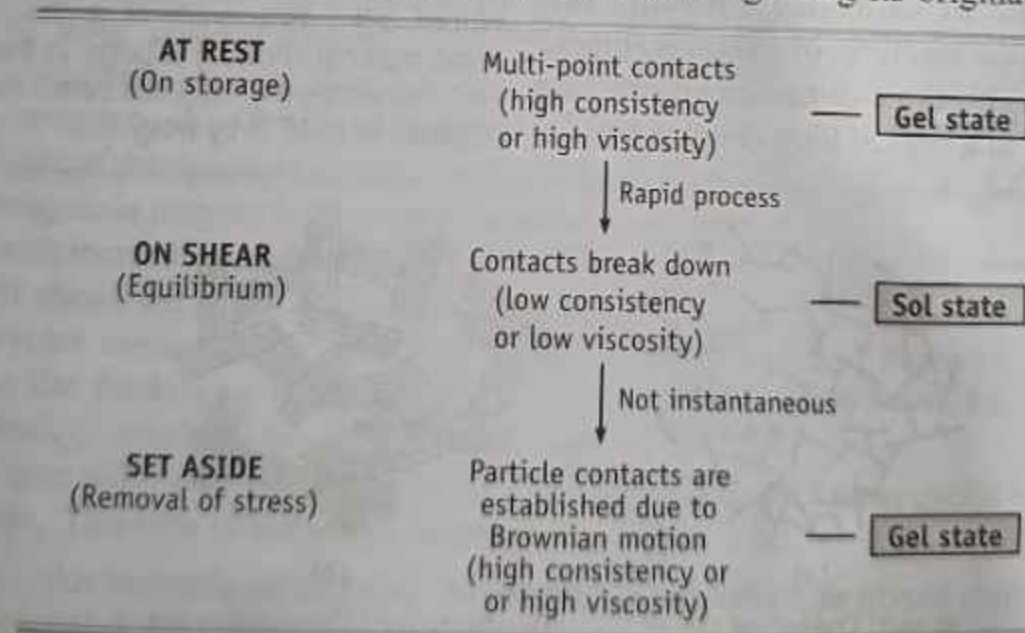 original
AT REST
(On storage)
Multi-point contacts
(high consistency
or high viscosity)
Gel state
Rapid process
ON SHEAR
(Equilibrium)
Contacts break down
(low consistency
or low viscosity)
Sol state
Not instantaneous
SET ASIDE
(Removal of stress)
Particle contacts are
established due to
Brownian motion
(high consistency or
or high viscosity)
Gel state